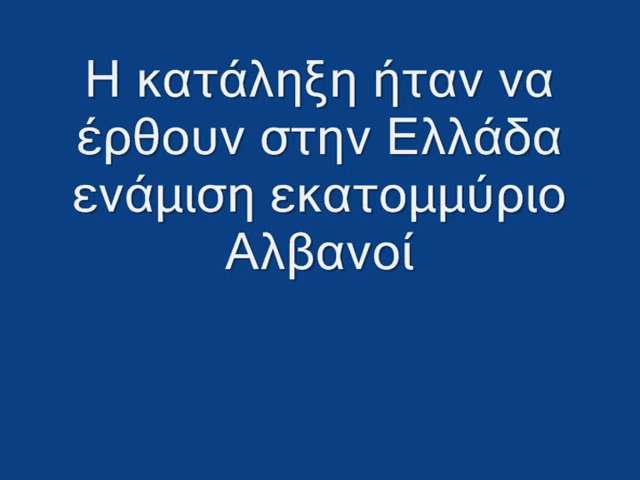 Η κατάληξη ήταν να
έρθουν στην Ελλάδα
ενάμιση εκατομμύριο
Αλβανοί